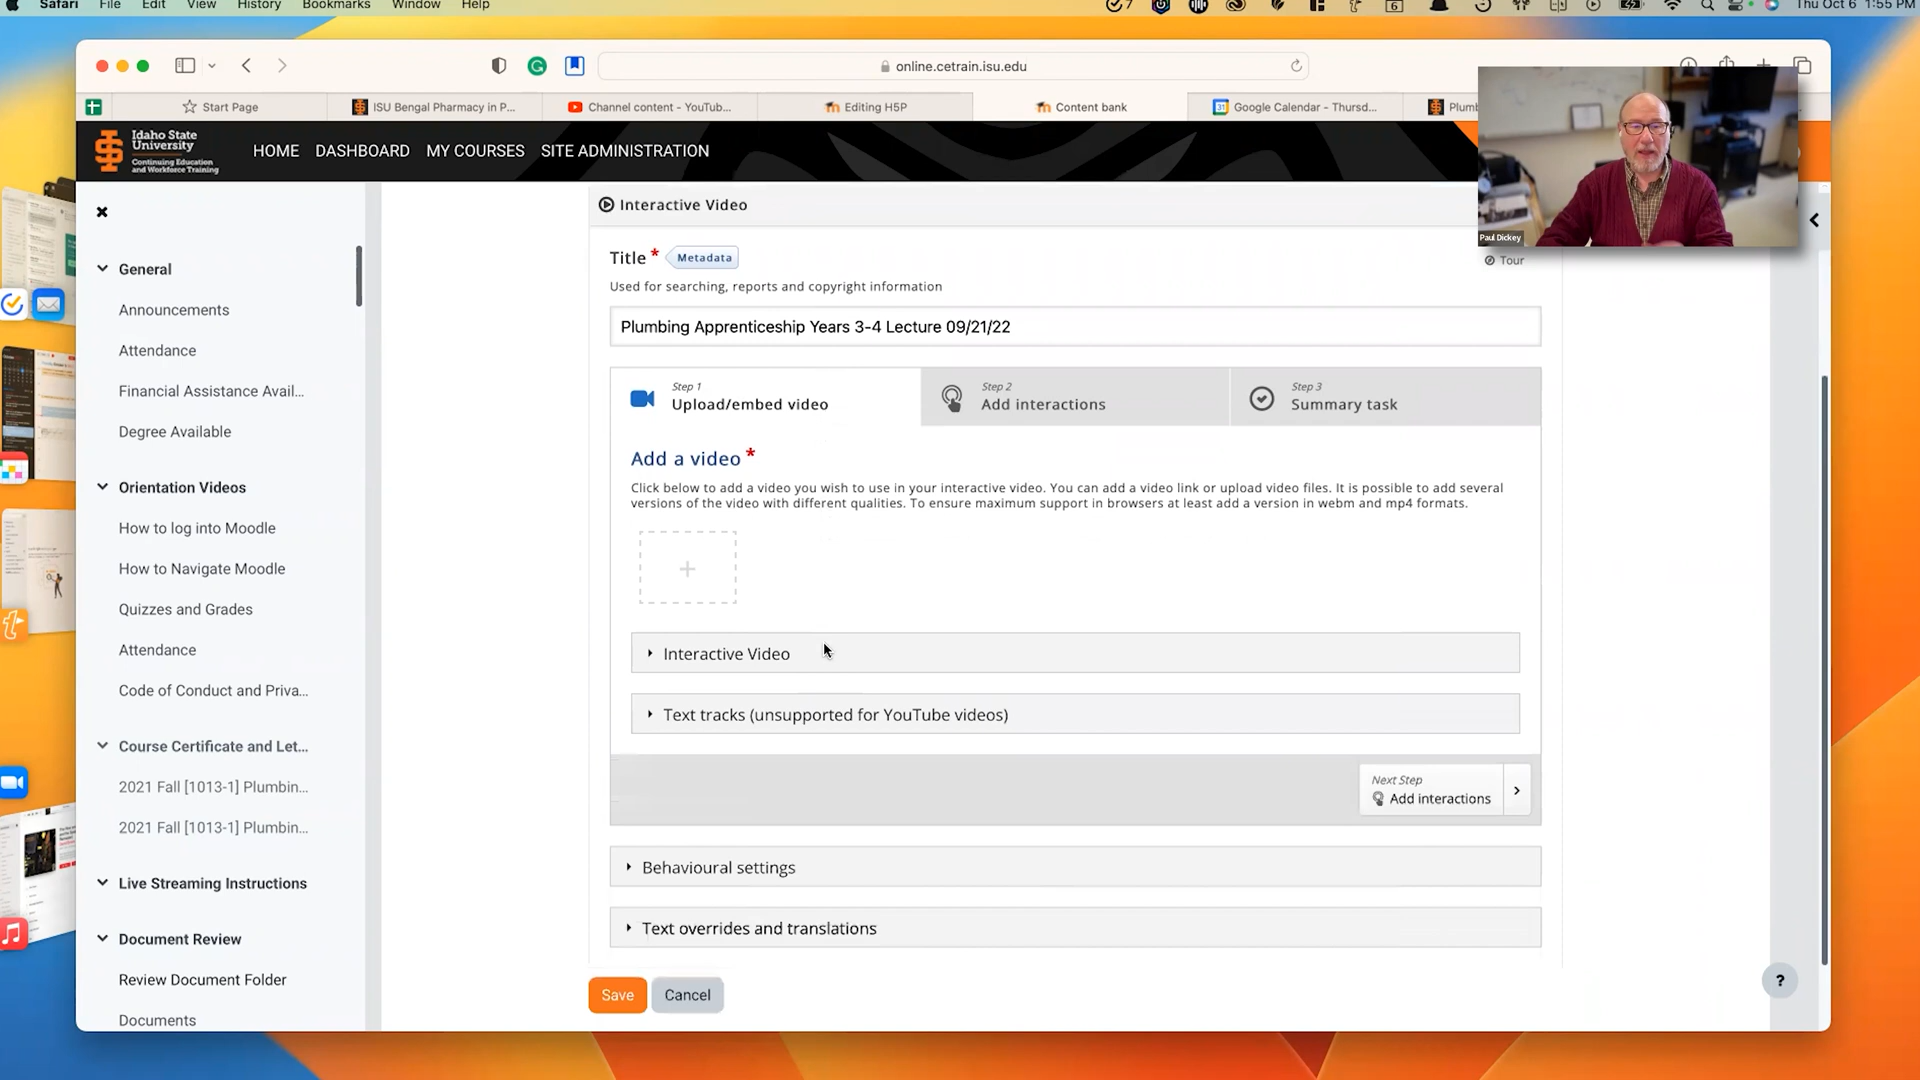 Safari File Edit View History Bookmarks Window Help
7
6
Thu Oct 6 1:55 PM
online.cetrain.isu.edu
Start Page
ISU Bengal Pharmacy in P...
Channel content - YouTub...
Editing H5P
Content bank
Google Calendar - Thursd...
Idaho State
University
Continuing Education
and Workforce Training
HOME DASHBOARD MY COURSES SITE ADMINISTRATION
Paul Dickey
General
Announcements
Attendance
Financial Assistance Avail...
Degree Available
Orientation Videos
How to log into Moodle
How to Navigate Moodle
Quizzes and Grades
Attendance
Code of Conduct and Priva...
Course Certificate and Let...
2021 Fall [1013-1] Plumbin...
2021 Fall [1013-1] Plumbin...
Live Streaming Instructions
Document Review
Review Document Folder
Documents
Interactive Video
Title * Metadata
Tour
Used for searching, reports and copyright information
Plumbing Apprenticeship Years 3-4 Lecture 09/21/22
Step 1
Upload/embed video
Step 2
Add interactions
Step 3
Summary task
Add a video *
Click below to add a video you wish to use in your interactive video. You can add a video link or upload video files. It is possible to add several
versions of the video with different qualities. To ensure maximum support in browsers at least add a version in webm and mp4 formats.
+
Interactive Video
Text tracks (unsupported for YouTube videos)
Next Step
Add interactions
Behavioural settings
Text overrides and translations
Save Cancel
?